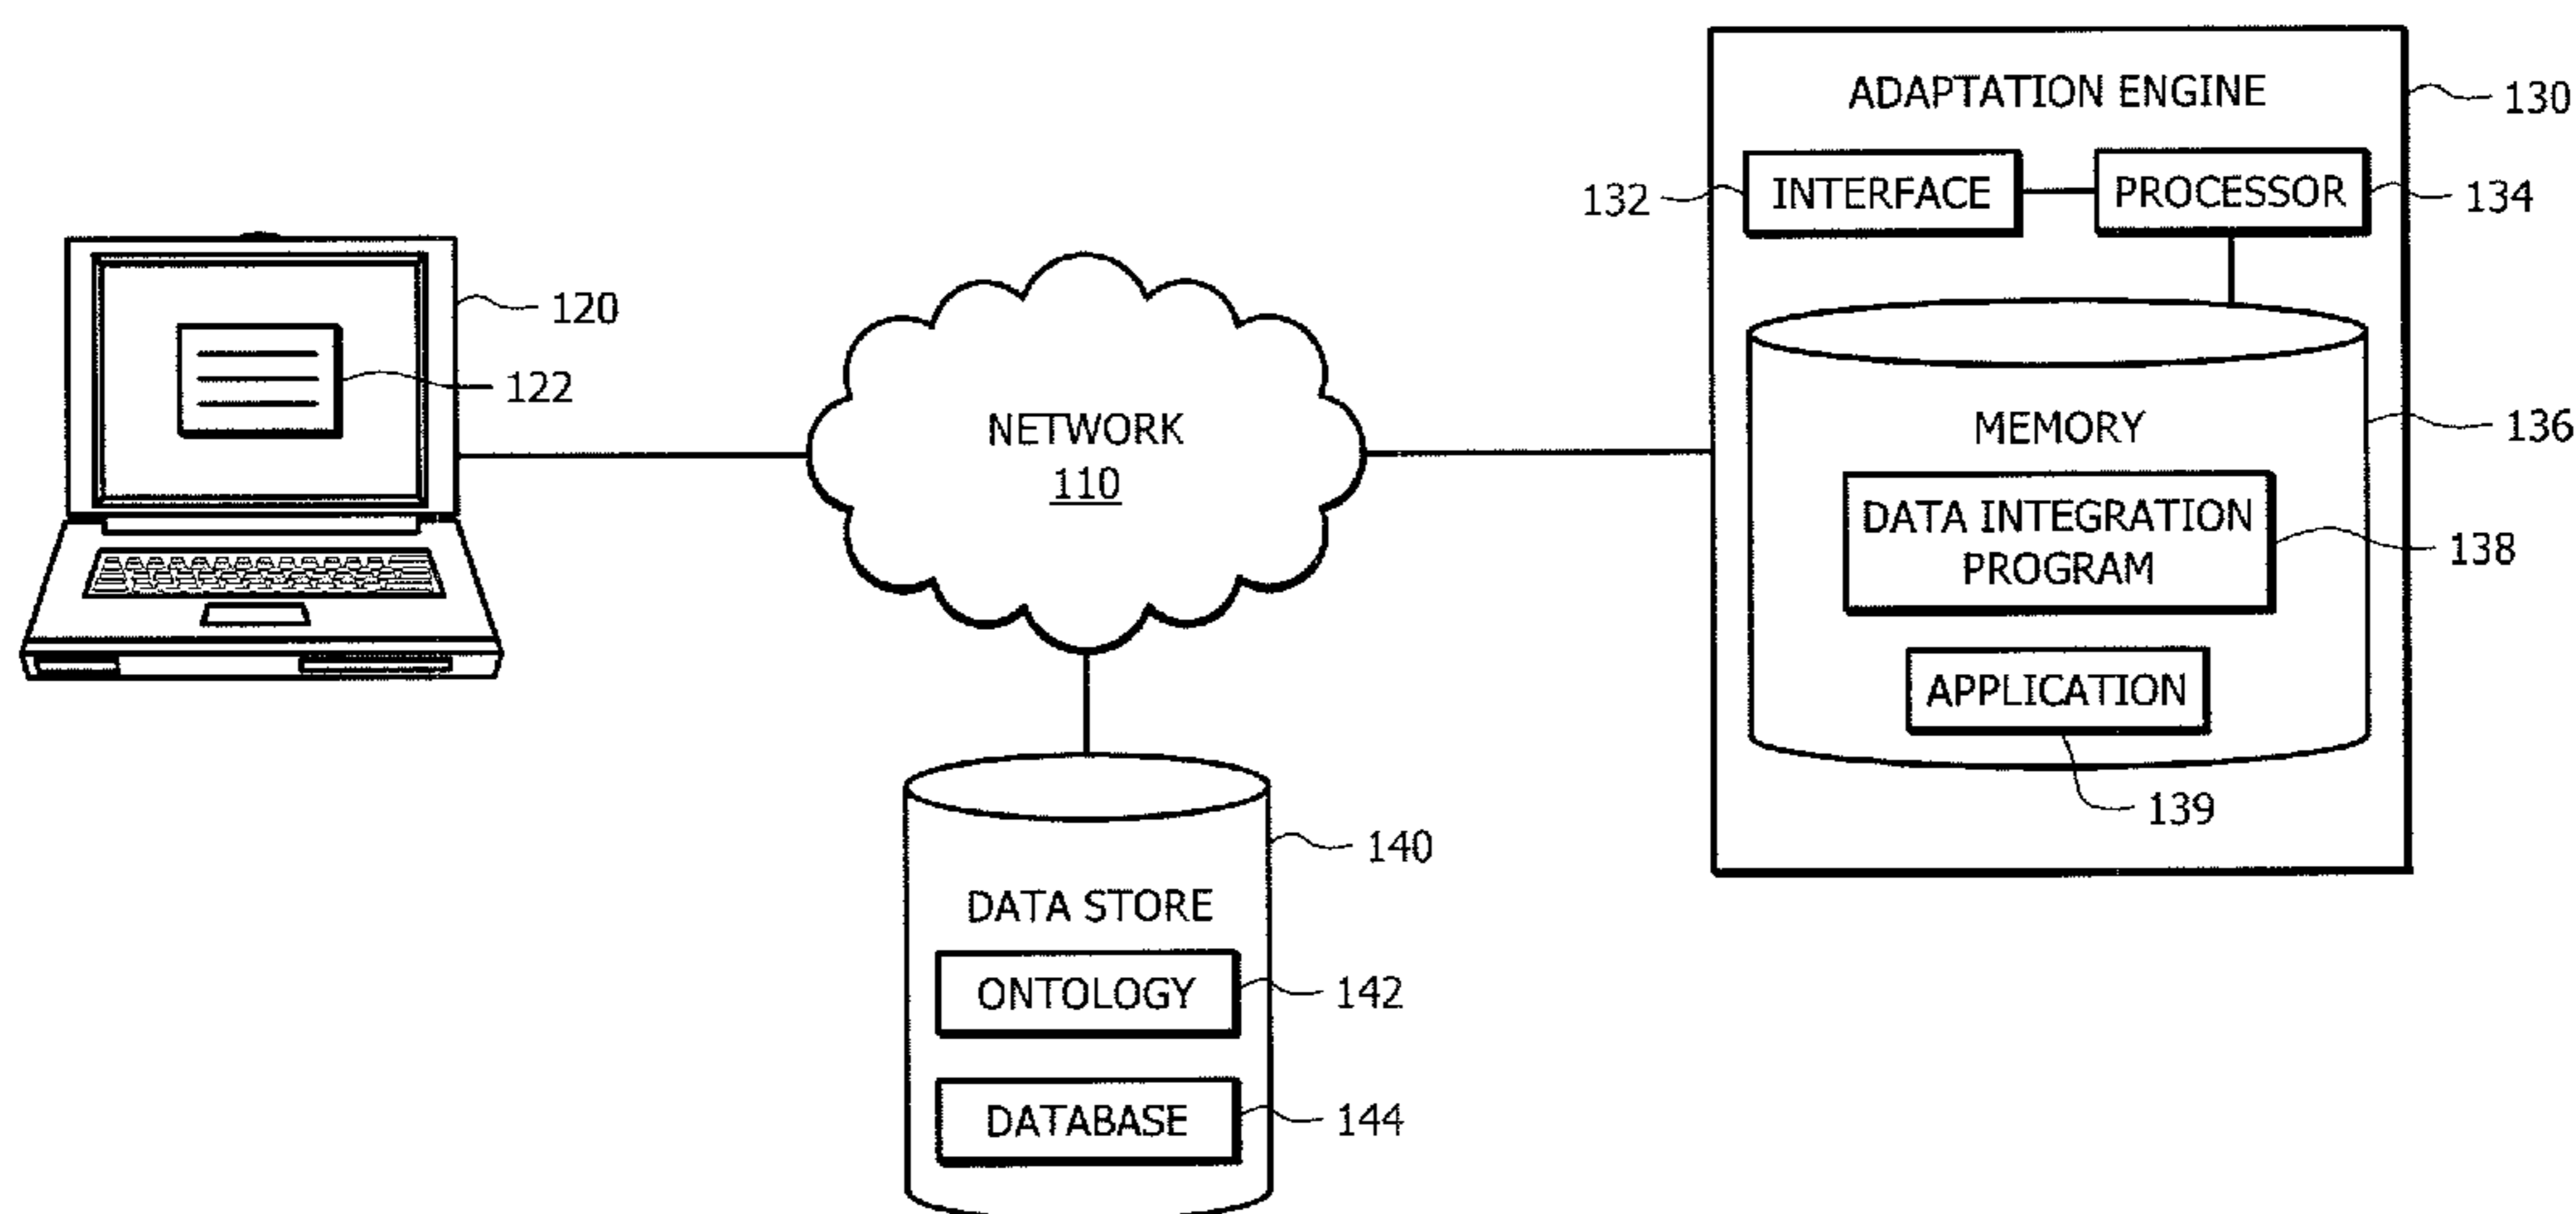 ADAPTATION ENGINE
130
132
INTERFACE
PROCESSOR
134
120
122
NETWORK
110
MEMORY
136
DATA INTEGRATION
PROGRAM
138
APPLICATION
139
140
DATA STORE
ONTOLOGY
142
DATABASE
144